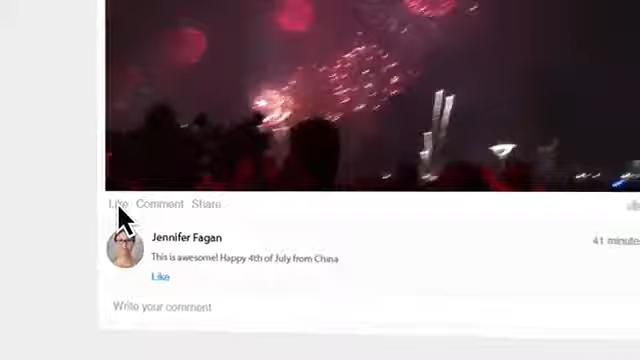 Like Comment Share
Jennifer Fagan
41 minute
This is awesome! Happy 4th of July from China
Like
Write your comment